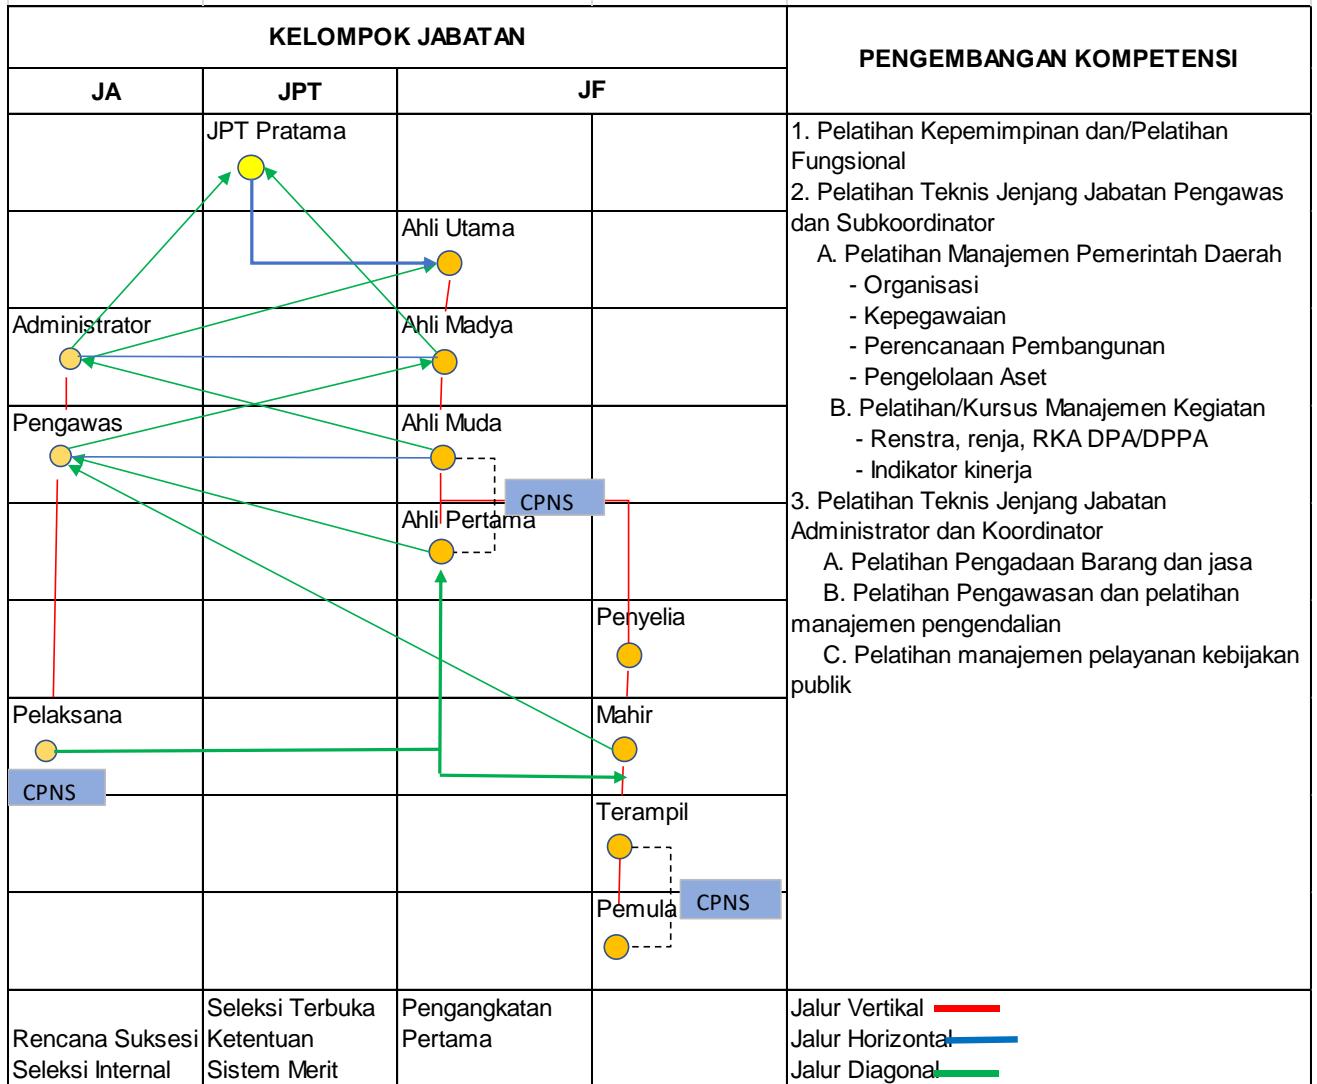 KELOMPOK JABATAN
PENGEMBANGAN KOMPETENSI
JA
JPT
JF
JPT Pratama
Ahli Utama
Administrator
Ahli Madya
Pengawas
Ahli Muda
CPNS
Ahli Pertama
Penyelia
Pelaksana
Mahir
CPNS
Terampil
Pemula
CPNS
1. Pelatihan Kepemimpinan dan/Pelatihan
Fungsional
2. Pelatihan Teknis Jenjang Jabatan Pengawas
dan Subkoordinator
A. Pelatihan Manajemen Pemerintah Daerah
- Organisasi
- Kepegawaian
- Perencanaan Pembangunan
- Pengelolaan Aset
B. Pelatihan/Kursus Manajemen Kegiatan
- Renstra, renja, RKA DPA/DPPA
- Indikator kinerja
3. Pelatihan Teknis Jenjang Jabatan
Administrator dan Koordinator
A. Pelatihan Pengadaan Barang dan jasa
B. Pelatihan Pengawasan dan pelatihan
manajemen pengendalian
C. Pelatihan manajemen pelayanan kebijakan
publik
Rencana Suksesi
Seleksi Internal
Seleksi Terbuka
Ketentuan
Sistem Merit
Pengangkatan
Pertama
Jalur Vertikal
Jalur Horizontal
Jalur Diagonal